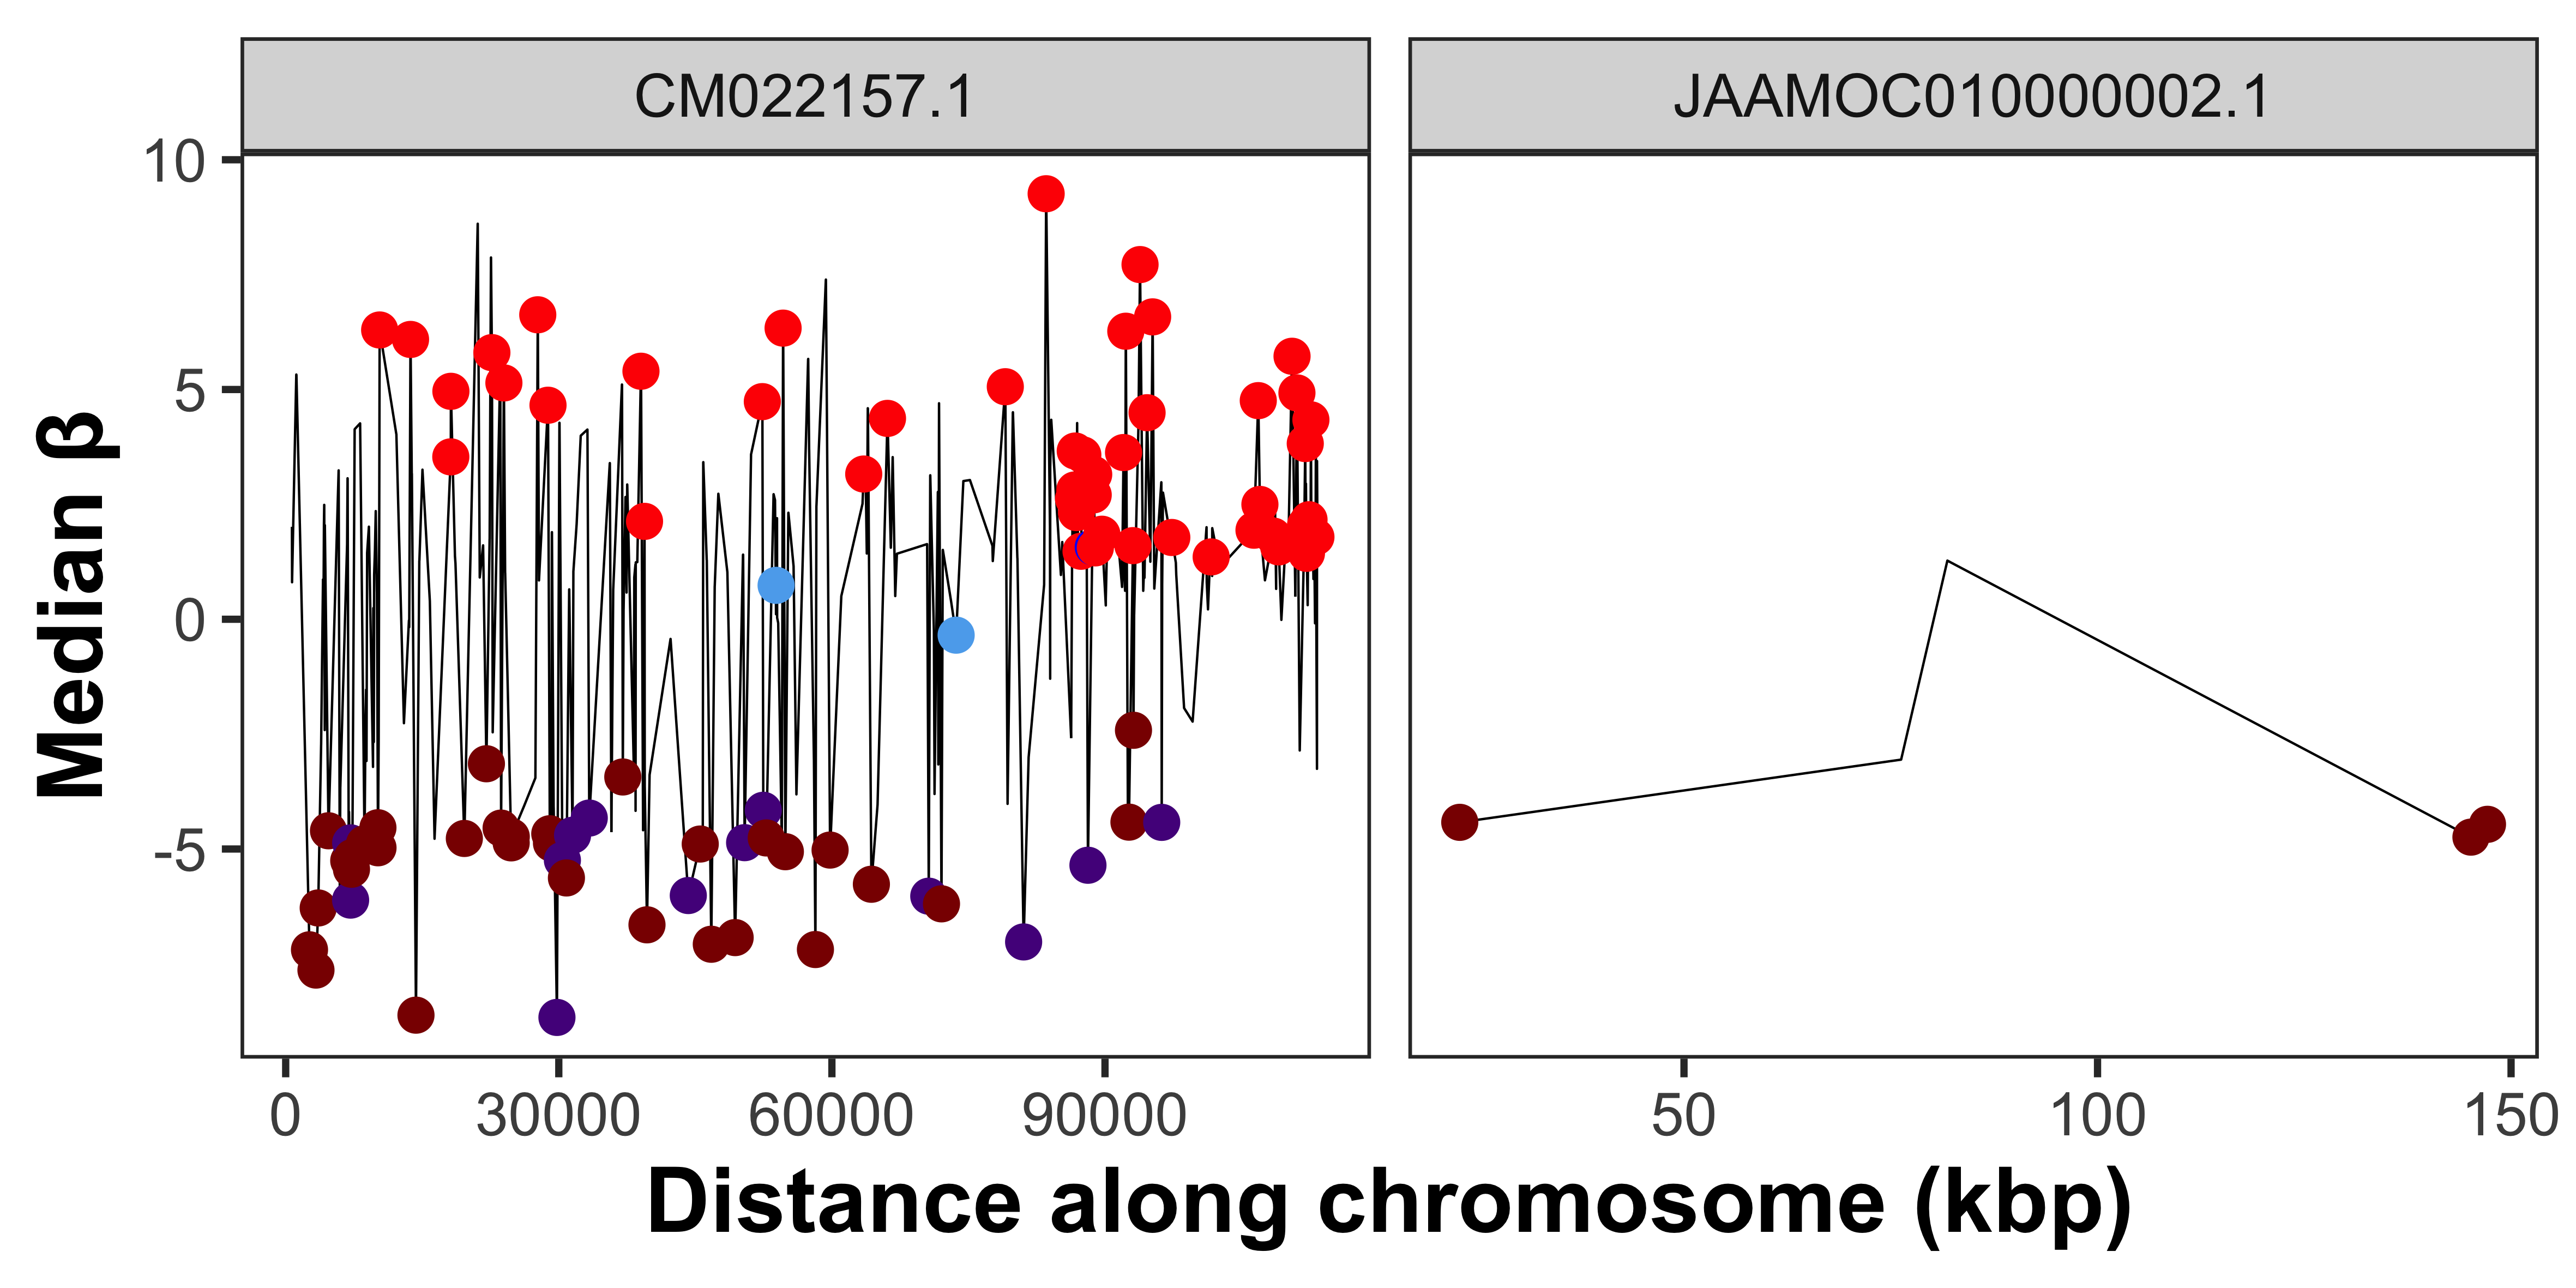 CM022157.1
JAAMOC010000002.1
10
5
0
-5
Median β
0 30000 60000 90000
50 100 150
Distance along chromosome (kbp)